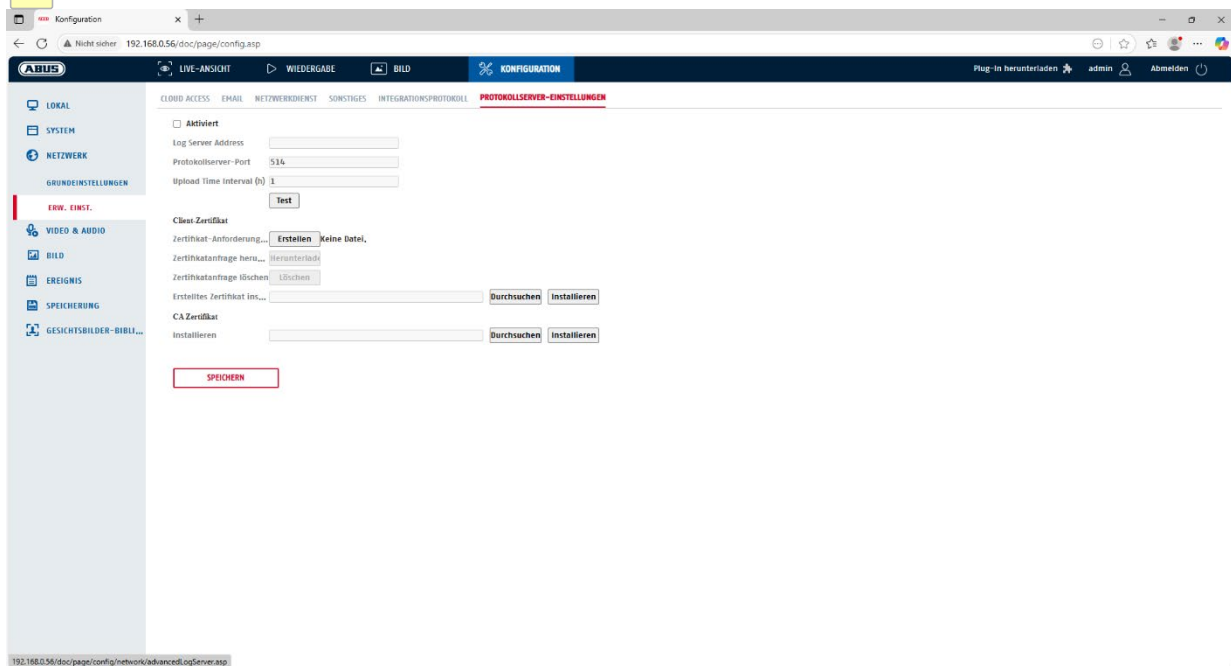 Konfiguration
Nicht sicher 192.168.0.56/doc/page/config.asp
ABUS LIVE-ANSICHT WIEDERGABE BILD KONFIGURATION Plug-In herunterladen admin Abmelden
CLOUD ACCESS EMAIL NETZWERKDIENST SONSTIGES INTEGRATIONSPROTOKOLL PROTOKOLLSERVER-EINSTELLUNGEN
LOKAL
SYSTEM
NETZWERK
GRUNDEINSTELLUNGEN
ERW. EINST.
VIDEO & AUDIO
BILD
EREIGNIS
SPEICHERUNG
GESICHTSBILDER-BIBLI...
Aktiviert
Log Server Address
Protokollserver-Port 514
Upload Time Interval (h) 1
Test
Client-Zertifikat
Zertifikat-Anforderung... Erstellen Keine Datei.
Zertifikatanfrage heru... Herunterlade
Zertifikatanfrage löschen Löschen
Erstelltes Zertifikat ins... Durchsuchen Installieren
CA Zertifikat
Installieren Durchsuchen Installieren
SPEICHERN
192.168.0.56/doc/page/config/network/advancedLogServer.asp